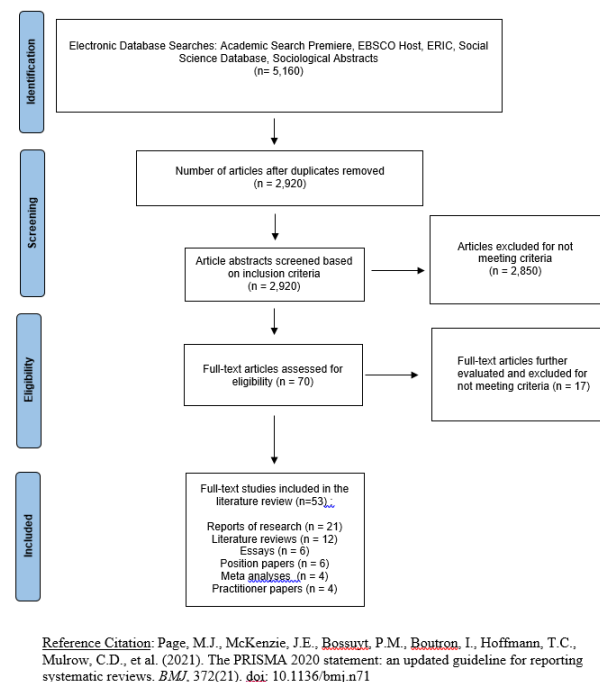 Identification
Electronic Database Searches: Academic Search Premiere, EBSCO Host, ERIC, Social
Science Database, Sociological Abstracts
(n= 5,160)
Screening
Number of articles after duplicates removed
(n = 2,920)
Article abstracts screened based
on inclusion criteria
(n = 2,920)
Articles excluded for not
meeting criteria
(n = 2,850)
Eligibility
Full-text articles assessed for
eligibility (n = 70)
Full-text articles further
evaluated and excluded for
not meeting criteria (n = 17)
Included
Full-text studies included in the
literature review (n=53) :
Reports of research (n = 21)
Literature reviews (n = 12)
Essays (n = 6)
Position papers (n = 6)
Meta analyses (n = 4)
Practitioner papers (n = 4)
Reference Citation: Page, M.J., McKenzie, J.E., Bossuyt, P.M., Boutron, I., Hoffmann, T.C.,
Mulrow, C.D., et al. (2021). The PRISMA 2020 statement: an updated guideline for reporting
systematic reviews. BMJ, 372(21). doi: 10.1136/bmj.n71